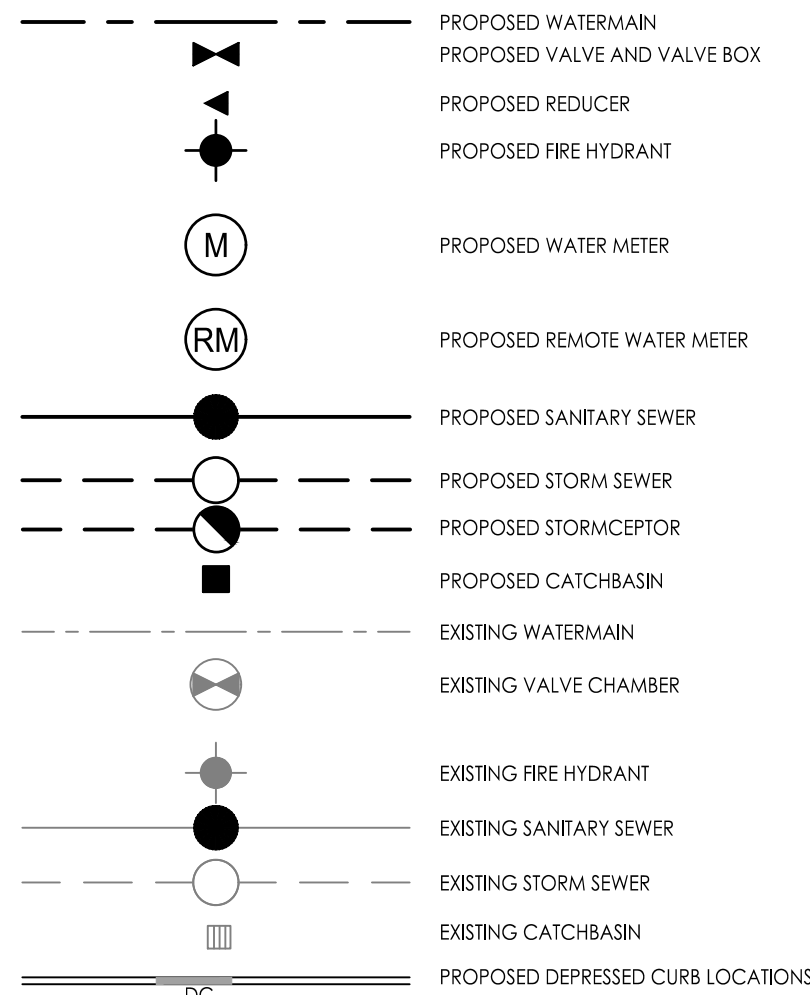 PROPOSED WATERMAIN
PROPOSED VALVE AND VALVE BOX
PROPOSED REDUCER
PROPOSED FIRE HYDRANT
M PROPOSED WATER METER
RM PROPOSED REMOTE WATER METER
PROPOSED SANITARY SEWER
PROPOSED STORM SEWER
PROPOSED STORMCEPTOR
PROPOSED CATCHBASIN
EXISTING WATERMAIN
EXISTING VALVE CHAMBER
EXISTING FIRE HYDRANT
EXISTING SANITARY SEWER
EXISTING STORM SEWER
EXISTING CATCHBASIN
PROPOSED DEPRESSED CURB LOCATIONS
DC